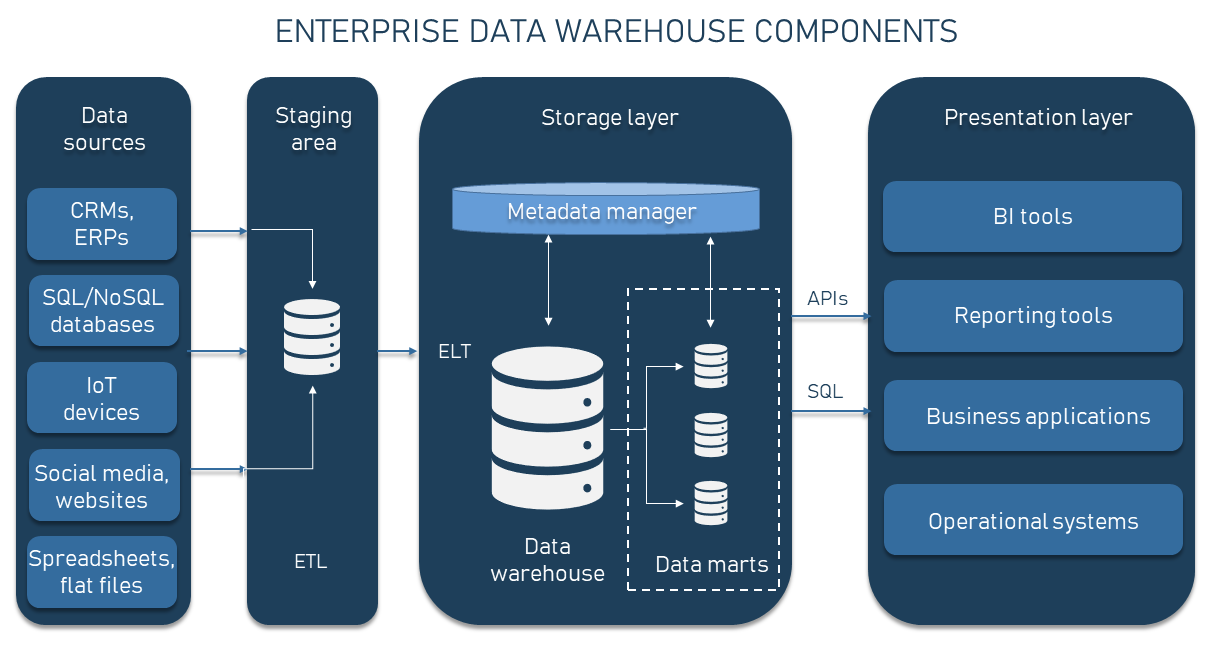 ENTERPRISE DATA WAREHOUSE COMPONENTS
Data
sources
CRMs,
ERPs
SQL/NoSQL
databases
IoT
devices
Social media,
websites
Spreadsheets,
flat files
Staging
area
ETL
Storage layer
Metadata manager
ELT
Data
warehouse
Data marts
APIs
SQL
Presentation layer
BI tools
Reporting tools
Business applications
Operational systems